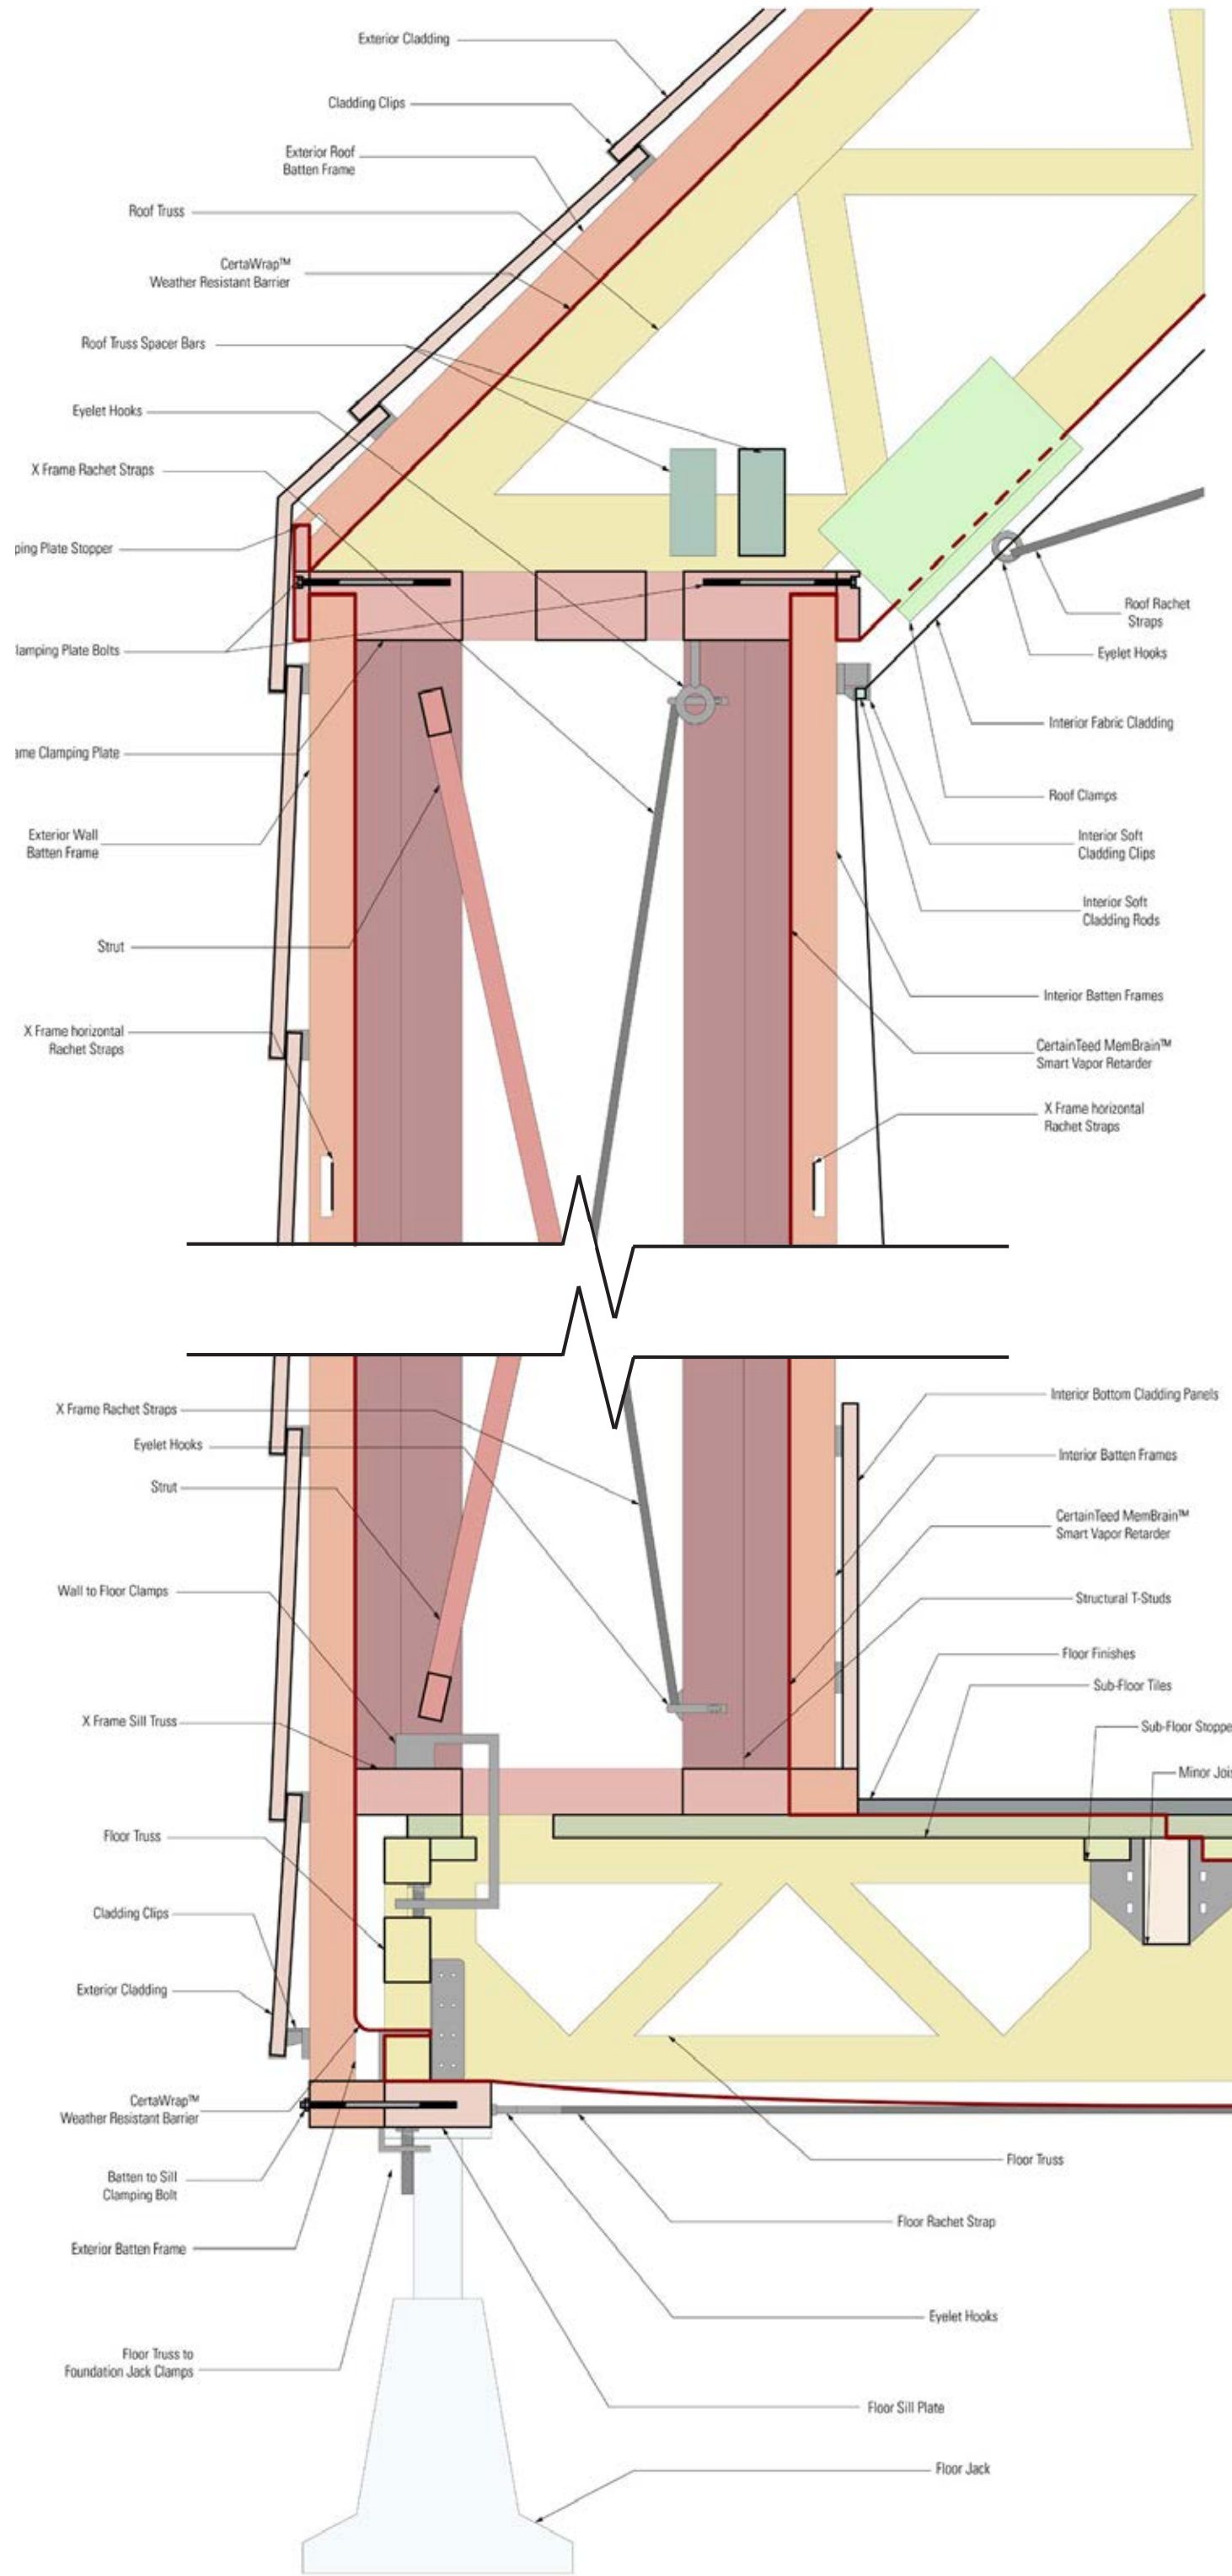 Exterior Cladding
Cladding Clips
Exterior Roof
Batten Frame
Roof Truss
CertaWrap™
Weather Resistant Barrier
Roof Truss Spacer Bars
Eyelet Hooks
X Frame Rachet Straps
ping Plate Stopper
lamping Plate Bolts
ame Clamping Plate
Exterior Wall
Batten Frame
Strut
X Frame horizontal
Rachet Straps
Roof Rachet
Straps
Eyelet Hooks
Interior Fabric Cladding
Roof Clamps
Interior Soft
Cladding Clips
Interior Soft
Cladding Rods
Interior Batten Frames
CertainTeed MemBrain™
Smart Vapor Retarder
X Frame horizontal
Rachet Straps
X Frame Rachet Straps
Eyelet Hooks
Strut
Wall to Floor Clamps
X Frame Sill Truss
Floor Truss
Cladding Clips
Exterior Cladding
CertaWrap™
Weather Resistant Barrier
Batten to Sill
Clamping Bolt
Exterior Batten Frame
Floor Truss to
Foundation Jack Clamps
Interior Bottom Cladding Panels
Interior Batten Frames
CertainTeed MemBrain™
Smart Vapor Retarder
Structural T-Studs
Floor Finishes
Sub-Floor Tiles
Sub-Floor Stoppe
Minor Jois
Floor Truss
Floor Rachet Strap
Eyelet Hooks
Floor Sill Plate
Floor Jack